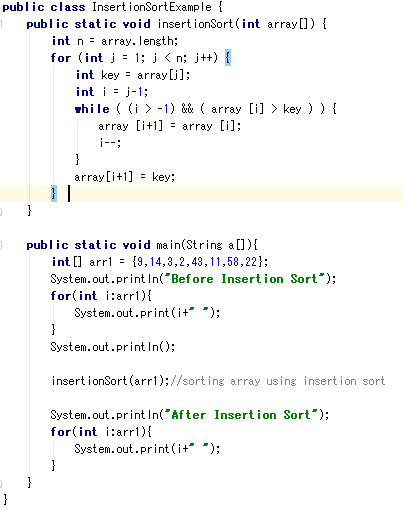 public class InsertionSortExample {
    public static void insertionSort(int array[]) {
        int n = array.length;
        for (int j = 1; j < n; j++) {
            int key = array[j];
            int i = j-1;
            while ( (i > -1) && ( array [i] > key ) ) {
                array [i+1] = array [i];
                i--;
            }
            array[i+1] = key;
        }
    }

    public static void main(String a[]){
        int[] arr1 = {9,14,3,2,43,11,58,22};
        System.out.println("Before Insertion Sort");
        for(int i:arr1){
            System.out.print(i+" ");
        }
        System.out.println();

        insertionSort(arr1);//sorting array using insertion sort

        System.out.println("After Insertion Sort");
        for(int i:arr1){
            System.out.print(i+" ");
        }
    }
}